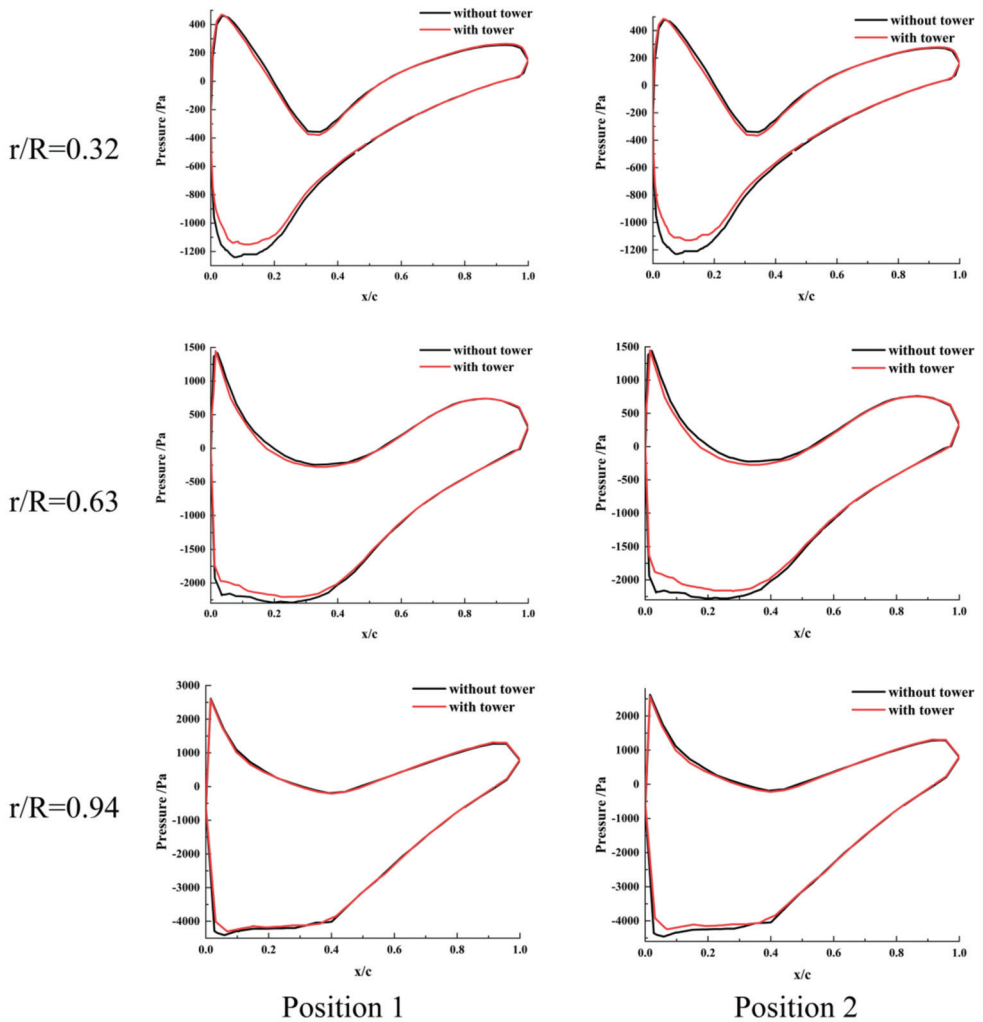 without tower
with tower
400
200
0
-200
-400
-600
-800
-1000
-1200
Pressure /Pa
0.0 0.2 0.4 0.6 0.8 1.0
x/c
without tower
with tower
400
200
0
-200
-400
-600
-800
-1000
-1200
Pressure /Pa
0.0 0.2 0.4 0.6 0.8 1.0
x/c
r/R=0.32
without tower
with tower
1500
1000
500
0
-500
-1000
-1500
-2000
Pressure /Pa
0.0 0.2 0.4 0.6 0.8 1.0
x/c
without tower
with tower
1500
1000
500
0
-500
-1000
-1500
-2000
Pressure /Pa
0.0 0.2 0.4 0.6 0.8 1.0
x/c
r/R=0.63
without tower
with tower
3000
2000
1000
0
-1000
-2000
-3000
-4000
Pressure /Pa
0.0 0.2 0.4 0.6 0.8 1.0
x/c
without tower
with tower
2000
1000
0
-1000
-2000
-3000
-4000
Pressure /Pa
0.0 0.2 0.4 0.6 0.8 1.0
x/c
r/R=0.94
Position 1
Position 2